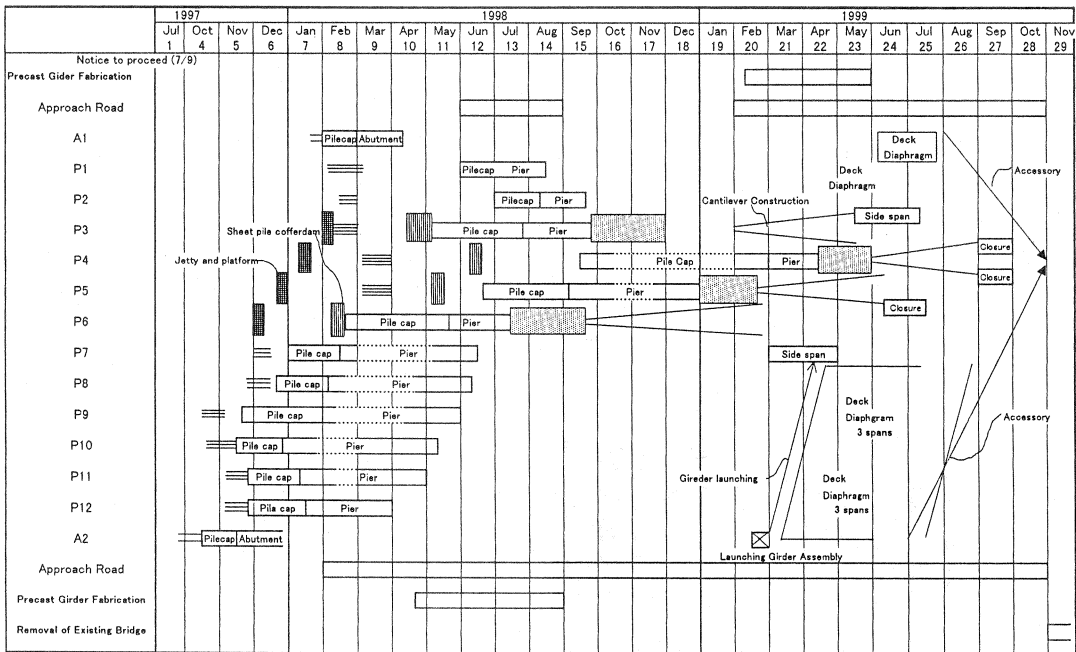 1997 1998 1999
Jul Oct Nov Dec Jan Feb Mar Apr May Jun Jul Aug Sep Oct Nov Dec Jan Feb Mar Apr May Jun Jul Aug Sep Oct Nov
1 4 5 6 7 8 9 10 11 12 13 14 15 16 17 18 19 20 21 22 23 24 25 26 27 28 29
Notice to proceed (7/9)
Precast Gider Fabrication
Approach Road
A1 Pilecap Abutment Deck
Diaphragm
P1 Pilecap Pier Deck
Diaphragm Accessory
P2 Pilecap Pier Cantilever Construction
P3 Sheet pile cofferdam Pile cap Pier Side span
Closure
P4 Jetty and platform Pile Cap Pier
Closure
P5 Pile cap Pier
P6 Pile cap Pier Closure
P7 Pile cap Pier Side span
P8 Pile cap Pier
P9 Pile cap Pier Deck
Diaphgram
3 spans Accessory
P10 Pile cap Pier
P11 Pile cap Pier Gireder launching Deck
Diaphragm
3 spans
P12 Pila cap Pier
A2 Pilecap Abutment
Launching Girder Assembly
Approach Road
Precast Girder Fabrication
Removal of Existing Bridge